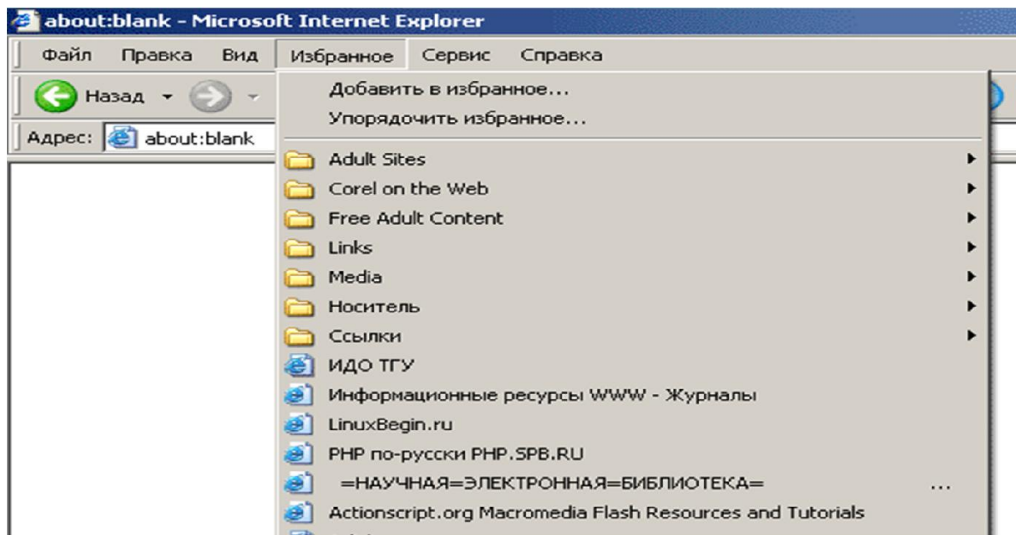 about:blank - Microsoft Internet Explorer
Файл Правка Вид Избранное Сервис Справка
Назад
Добавить в избранное...
Упорядочить избранное...
Адрес: about:blank
Adult Sites
Corel on the Web
Free Adult Content
Links
Media
Носитель
Ссылки
ИДО ТГУ
Информационные ресурсы WWW - Журналы
LinuxBegin.ru
PHP по-русски PHP.SPB.RU
=НАУЧНАЯ=ЭЛЕКТРОННАЯ=БИБЛИОТЕКА= ...
Actionscript.org Macromedia Flash Resources and Tutorials